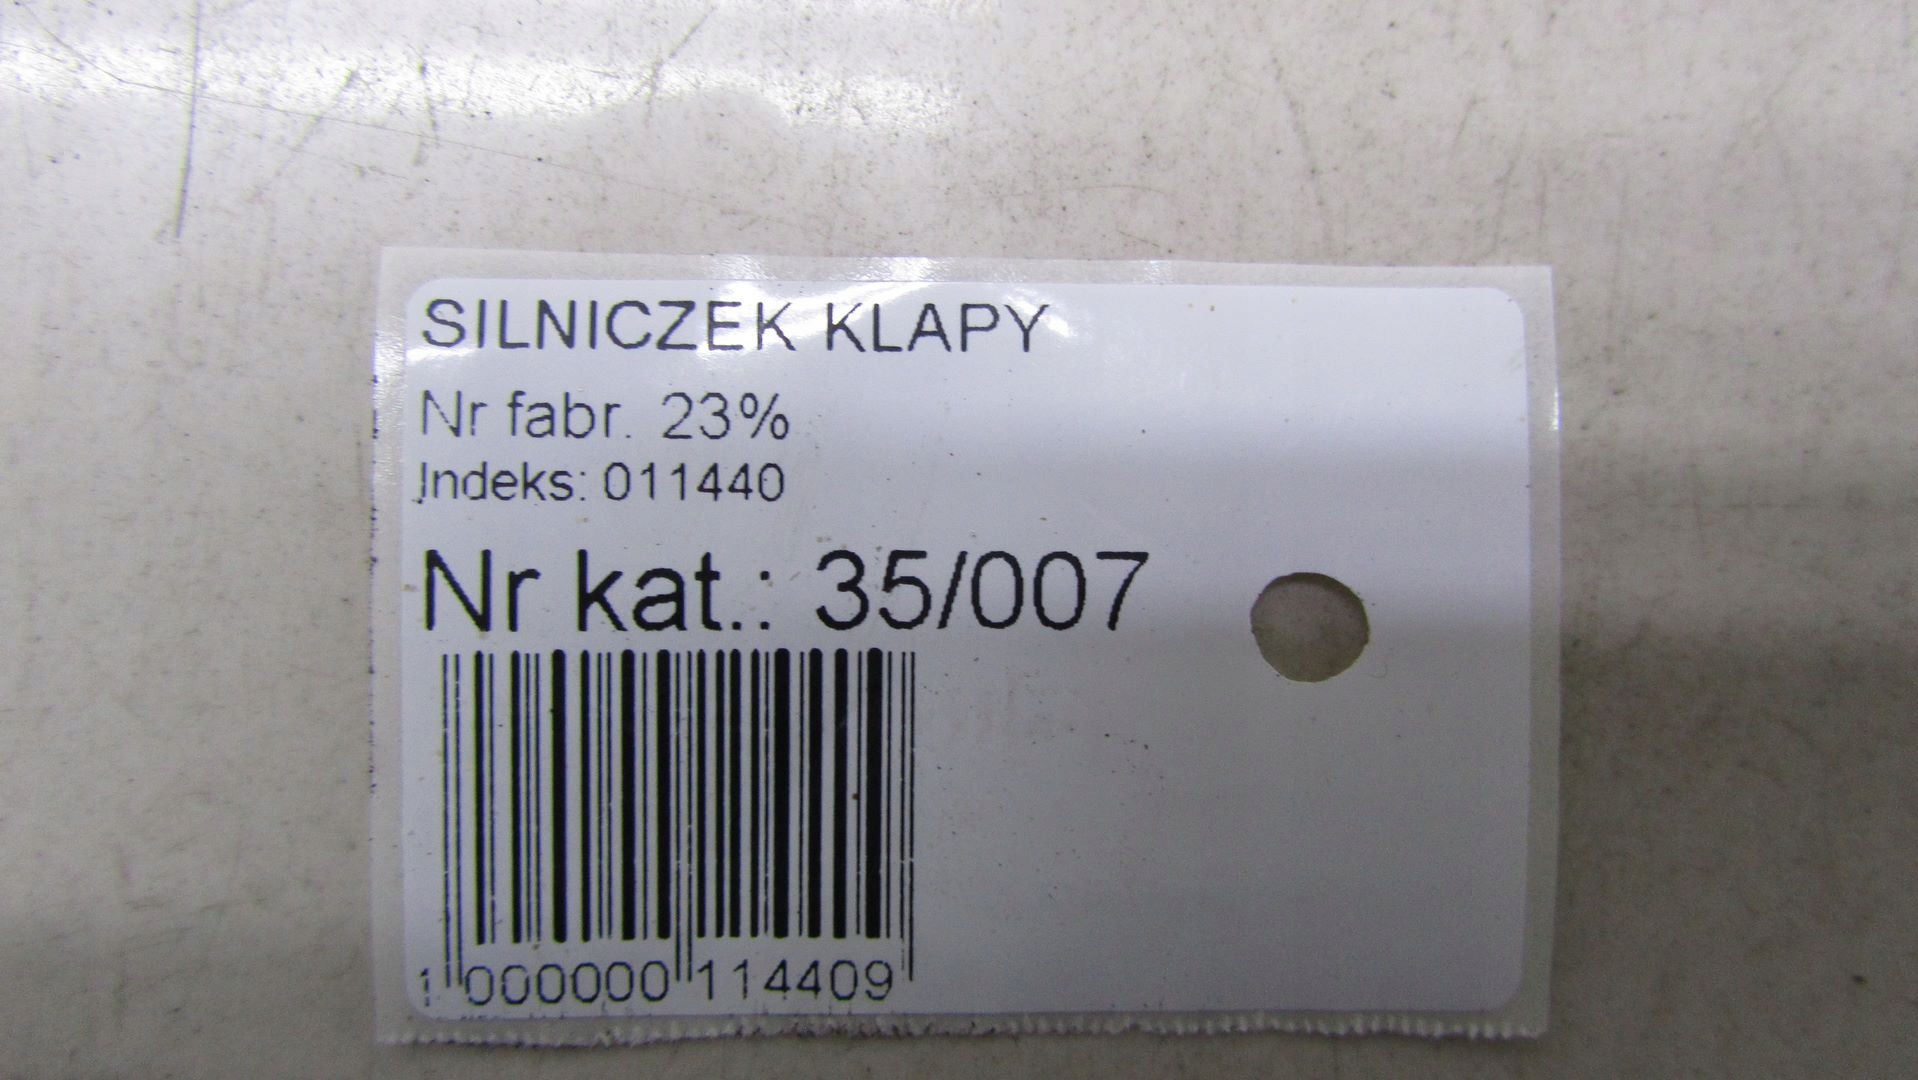 SILNICZEK KLAPY
Nr fabr. 23%
Indeks: 011440
Nr kat.: 35/007
1 000000 114409